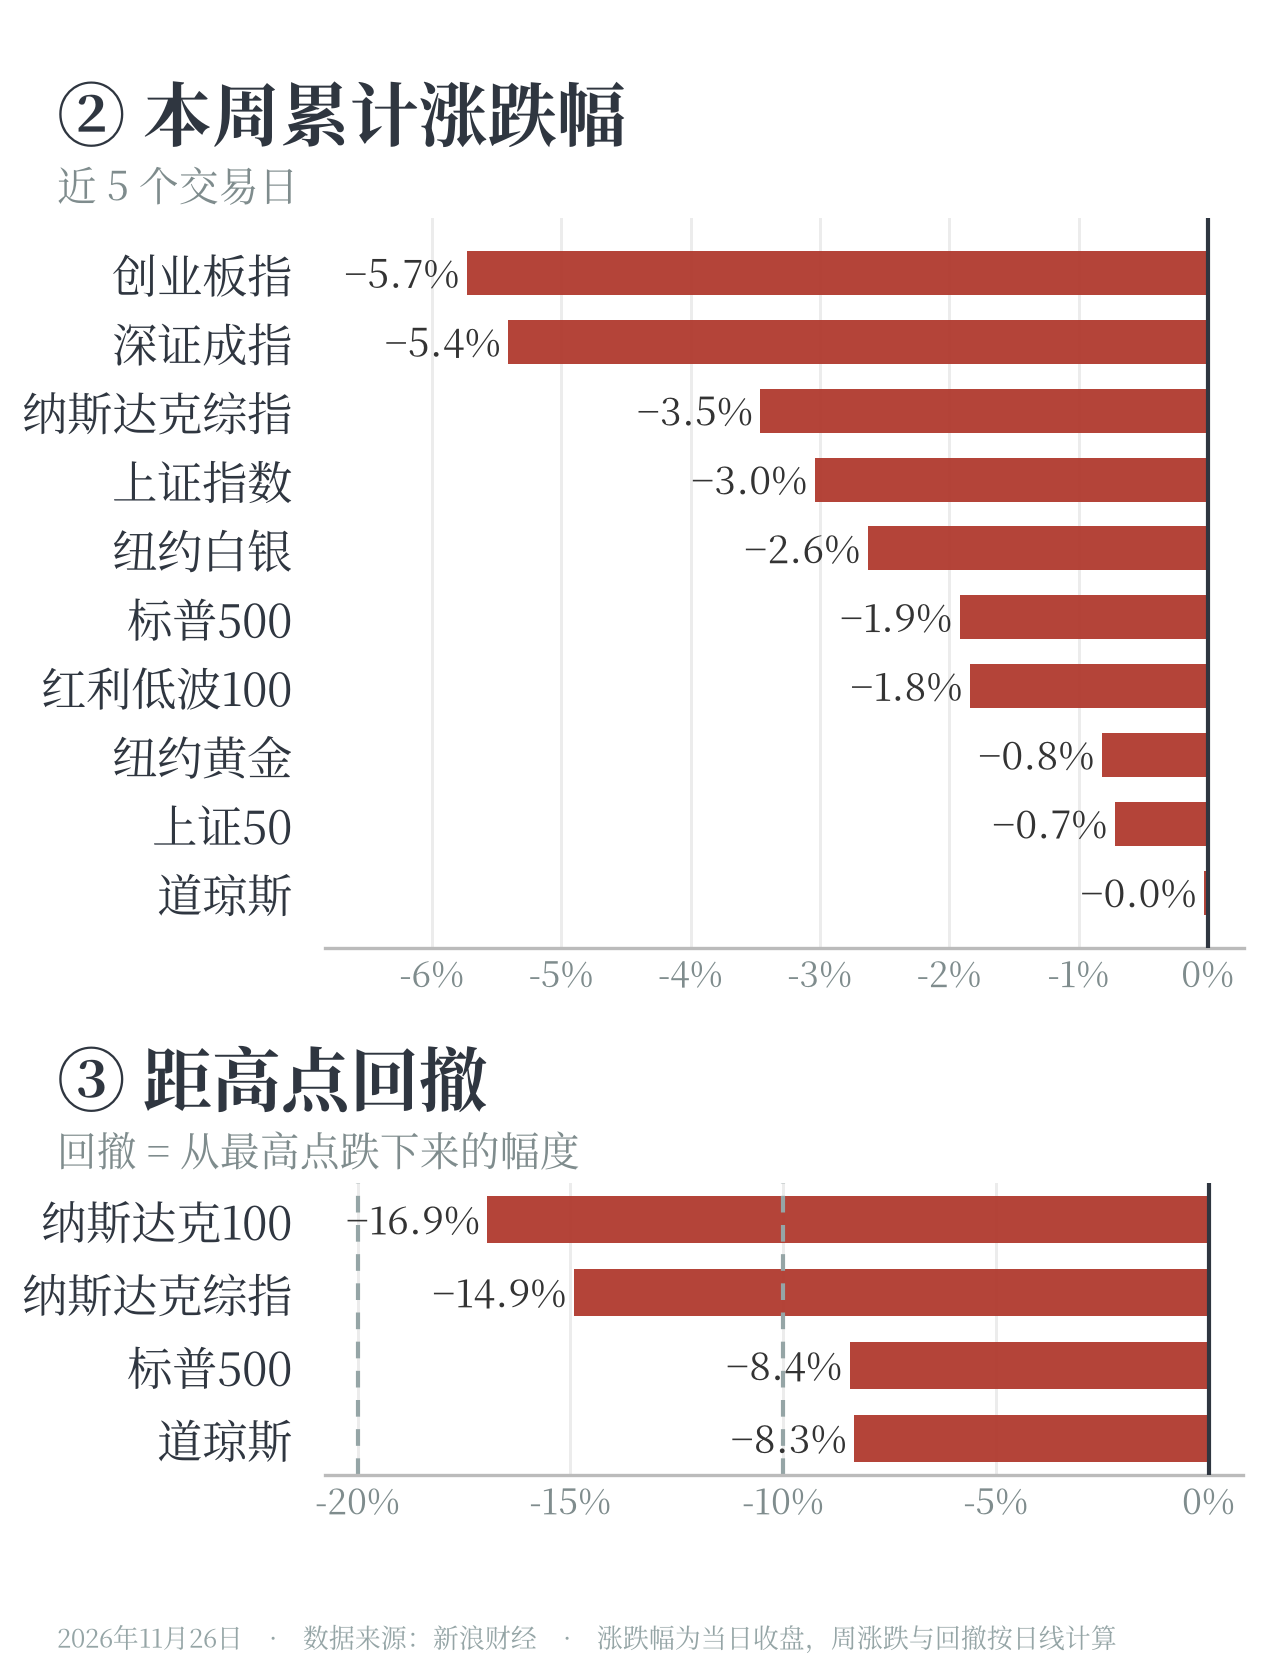 ② 本周累计涨跌幅
近 5 个交易日
创业板指 −5.7%
深证成指 −5.4%
纳斯达克综指 −3.5%
上证指数 −3.0%
纽约白银 −2.6%
标普500 −1.9%
红利低波100 −1.8%
纽约黄金 −0.8%
上证50 −0.7%
道琼斯 −0.0%
-6% -5% -4% -3% -2% -1% 0%
③ 距高点回撤
回撤 = 从最高点跌下来的幅度
纳斯达克100 −16.9%
纳斯达克综指 −14.9%
标普500 −8.4%
道琼斯 −8.3%
-20% -15% -10% -5% 0%
2026年11月26日 · 数据来源：新浪财经 · 涨跌幅为当日收盘，周涨跌与回撤按日线计算